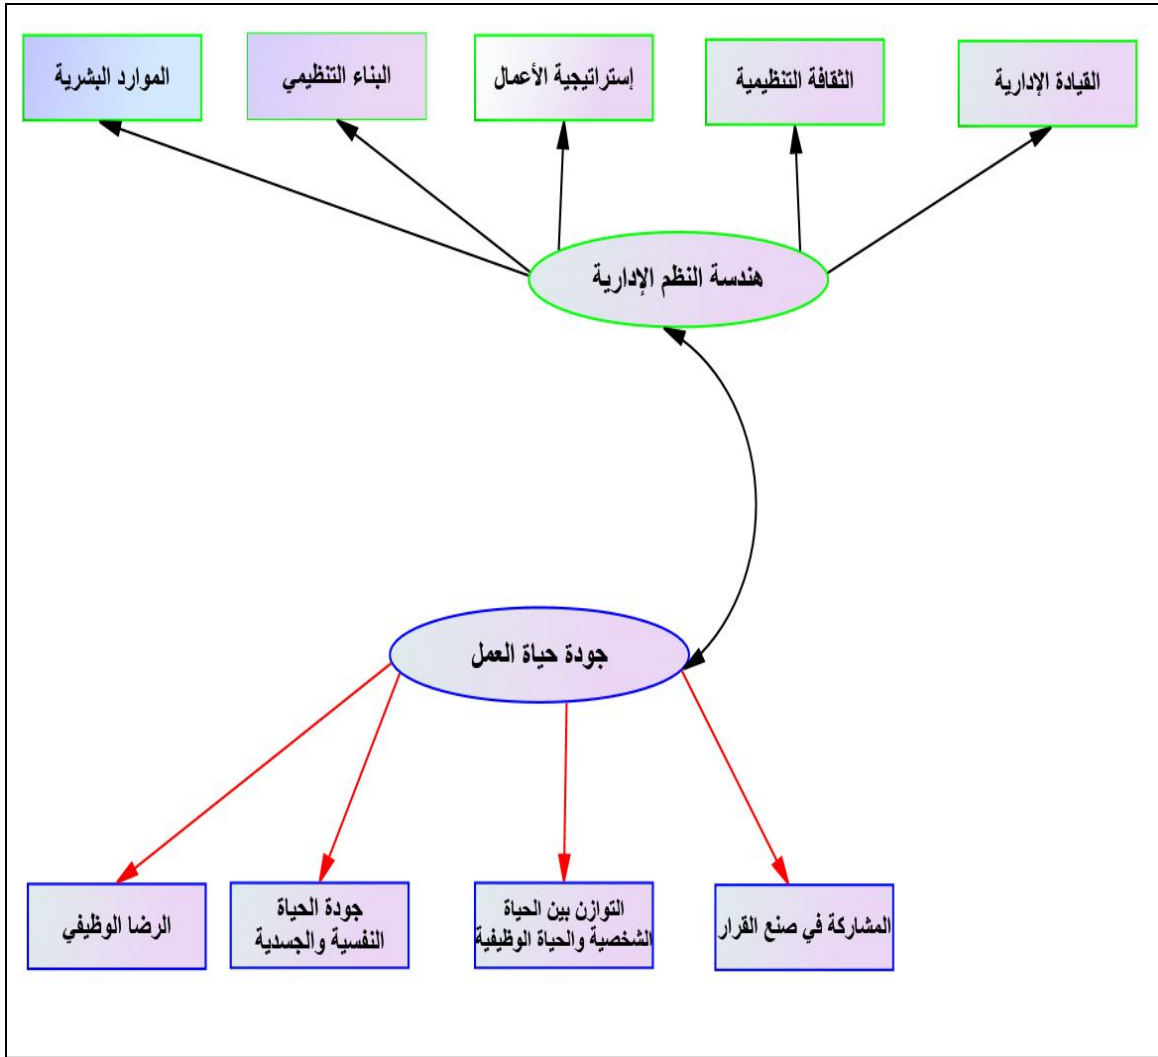 القيادة الإدارية
الثقافة التنظيمية
إستراتيجية الأعمال
البناء التنظيمي
الموارد البشرية
هندسة النظم الإدارية
جودة حياة العمل
المشاركة في صنع القرار
التوازن بين الحياة
الشخصية والحياة الوظيفية
جودة الحياة
النفسية والجسدية
الرضا الوظيفي